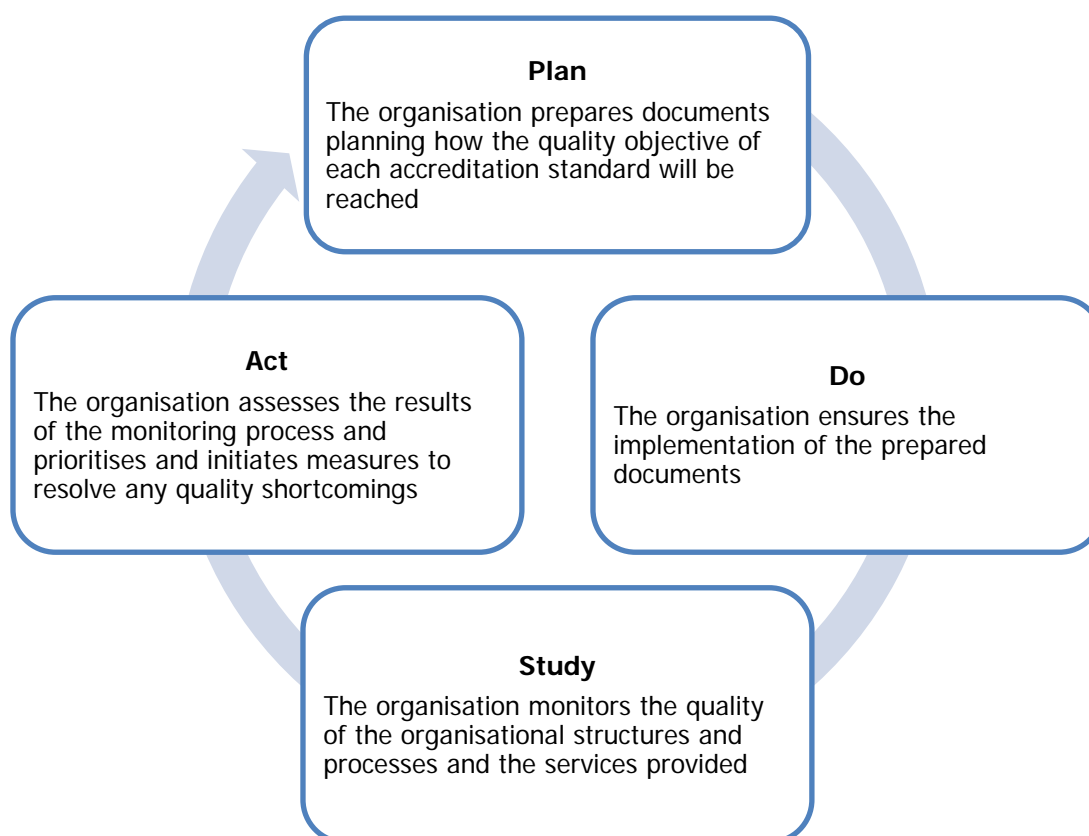 Plan
The organisation prepares documents
planning how the quality objective of
each accreditation standard will be
reached
Do
The organisation ensures the
implementation of the prepared
documents
Study
The organisation monitors the quality
of the organisational structures and
processes and the services provided
Act
The organisation assesses the results
of the monitoring process and
prioritises and initiates measures to
resolve any quality shortcomings